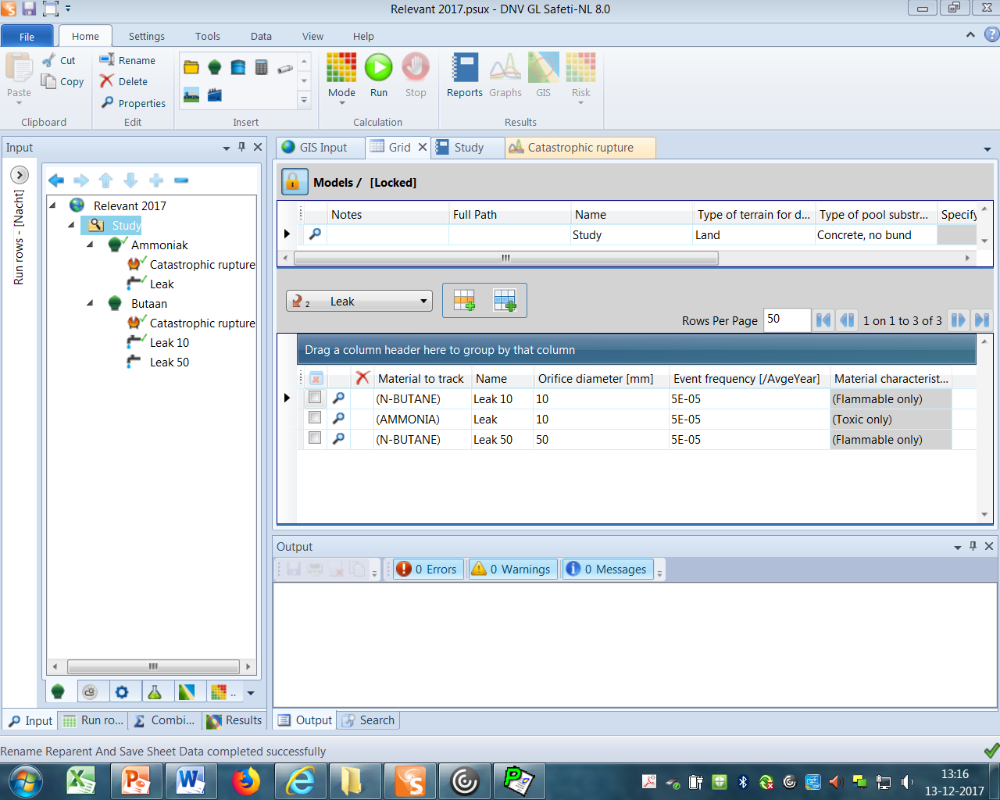 Relevant 2017.psux - DNV GL Safeti-NL 8.0
File Home Settings Tools Data View Help
Paste Cut Copy Clipboard
Rename Delete Properties Edit
Insert
Mode Run Stop Calculation
Reports Graphs GIS Risk Results
Input
Run rows - [Nacht]
Relevant 2017
Study
Ammoniak
Catastrophic rupture
Leak
Butaan
Catastrophic rupture
Leak 10
Leak 50
..
Input Run ro... Combi... Results
GIS Input Grid Study Catastrophic rupture
Models / [Locked]
Notes Full Path Name Type of terrain for d... Type of pool substr... Specify
Study Land Concrete, no bund
2 Leak
Rows Per Page 50 1 on 1 to 3 of 3
Drag a column header here to group by that column
Material to track Name Orifice diameter [mm] Event frequency [/AvgeYear] Material characterist...
(N-BUTANE) Leak 10 10 5E-05 (Flammable only)
(AMMONIA) Leak 10 5E-05 (Toxic only)
(N-BUTANE) Leak 50 50 5E-05 (Flammable only)
Output
0 Errors 0 Warnings 0 Messages
Output Search
Rename Reparent And Save Sheet Data completed successfully
13:16
13-12-2017